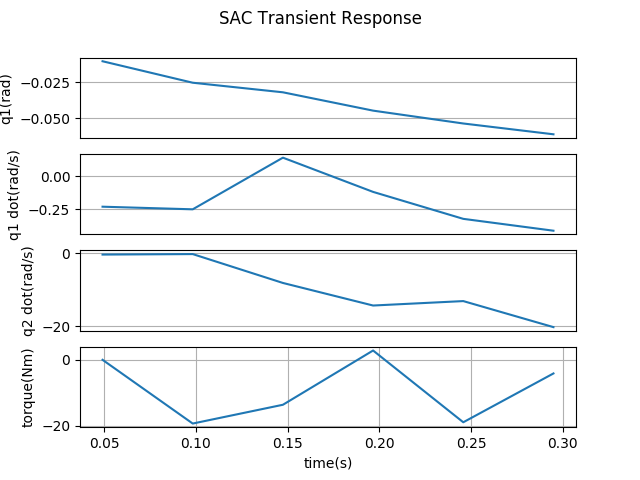 SAC Transient Response
q1(rad)
−0.025
−0.050
q1 dot(rad/s)
0.00
−0.25
q2 dot(rad/s)
0
−20
torque(Nm)
0
−20
0.05 0.10 0.15 0.20 0.25 0.30
time(s)